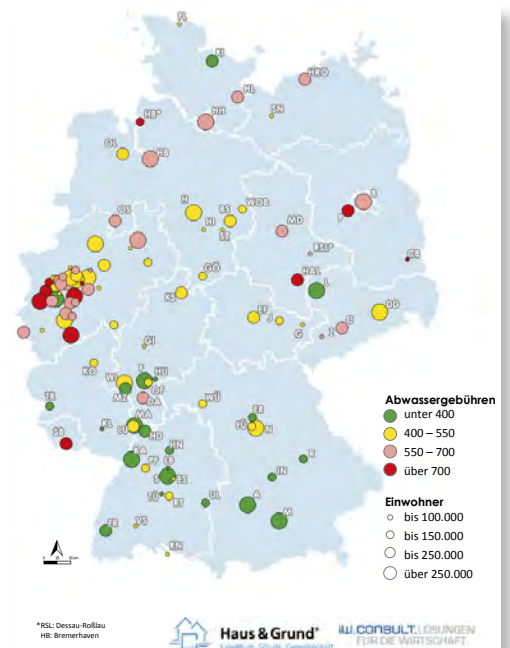 FL
KI
HRO
HL
HB*
HH
SN
OL
HB
H
BS
WOB
B
P
OS
HI
SZ
MD
RSL*
CB
GÖ
HAL
L
KS
DD
EF
J
G
Z
C
GI
KO
WI
F
HU
OF
MZ
DA
TR
WÜ
ER
FÜ
N
KL
MA
LU
HD
SB
HN
KA
PF
LB
S
ES
R
IN
TÜ
RT
UL
A
M
FR
VS
KN
Abwassergebühren
unter 400
400 – 550
550 – 700
über 700
Einwohner
bis 100.000
bis 150.000
bis 250.000
über 250.000
*RSL: Dessau-Roßlau
HB: Bremerhaven
Haus & Grund®
Eigentum. Schutz. Gemeinschaft.
IW.CONSULT. LÖSUNGEN
FÜR DIE WIRTSCHAFT